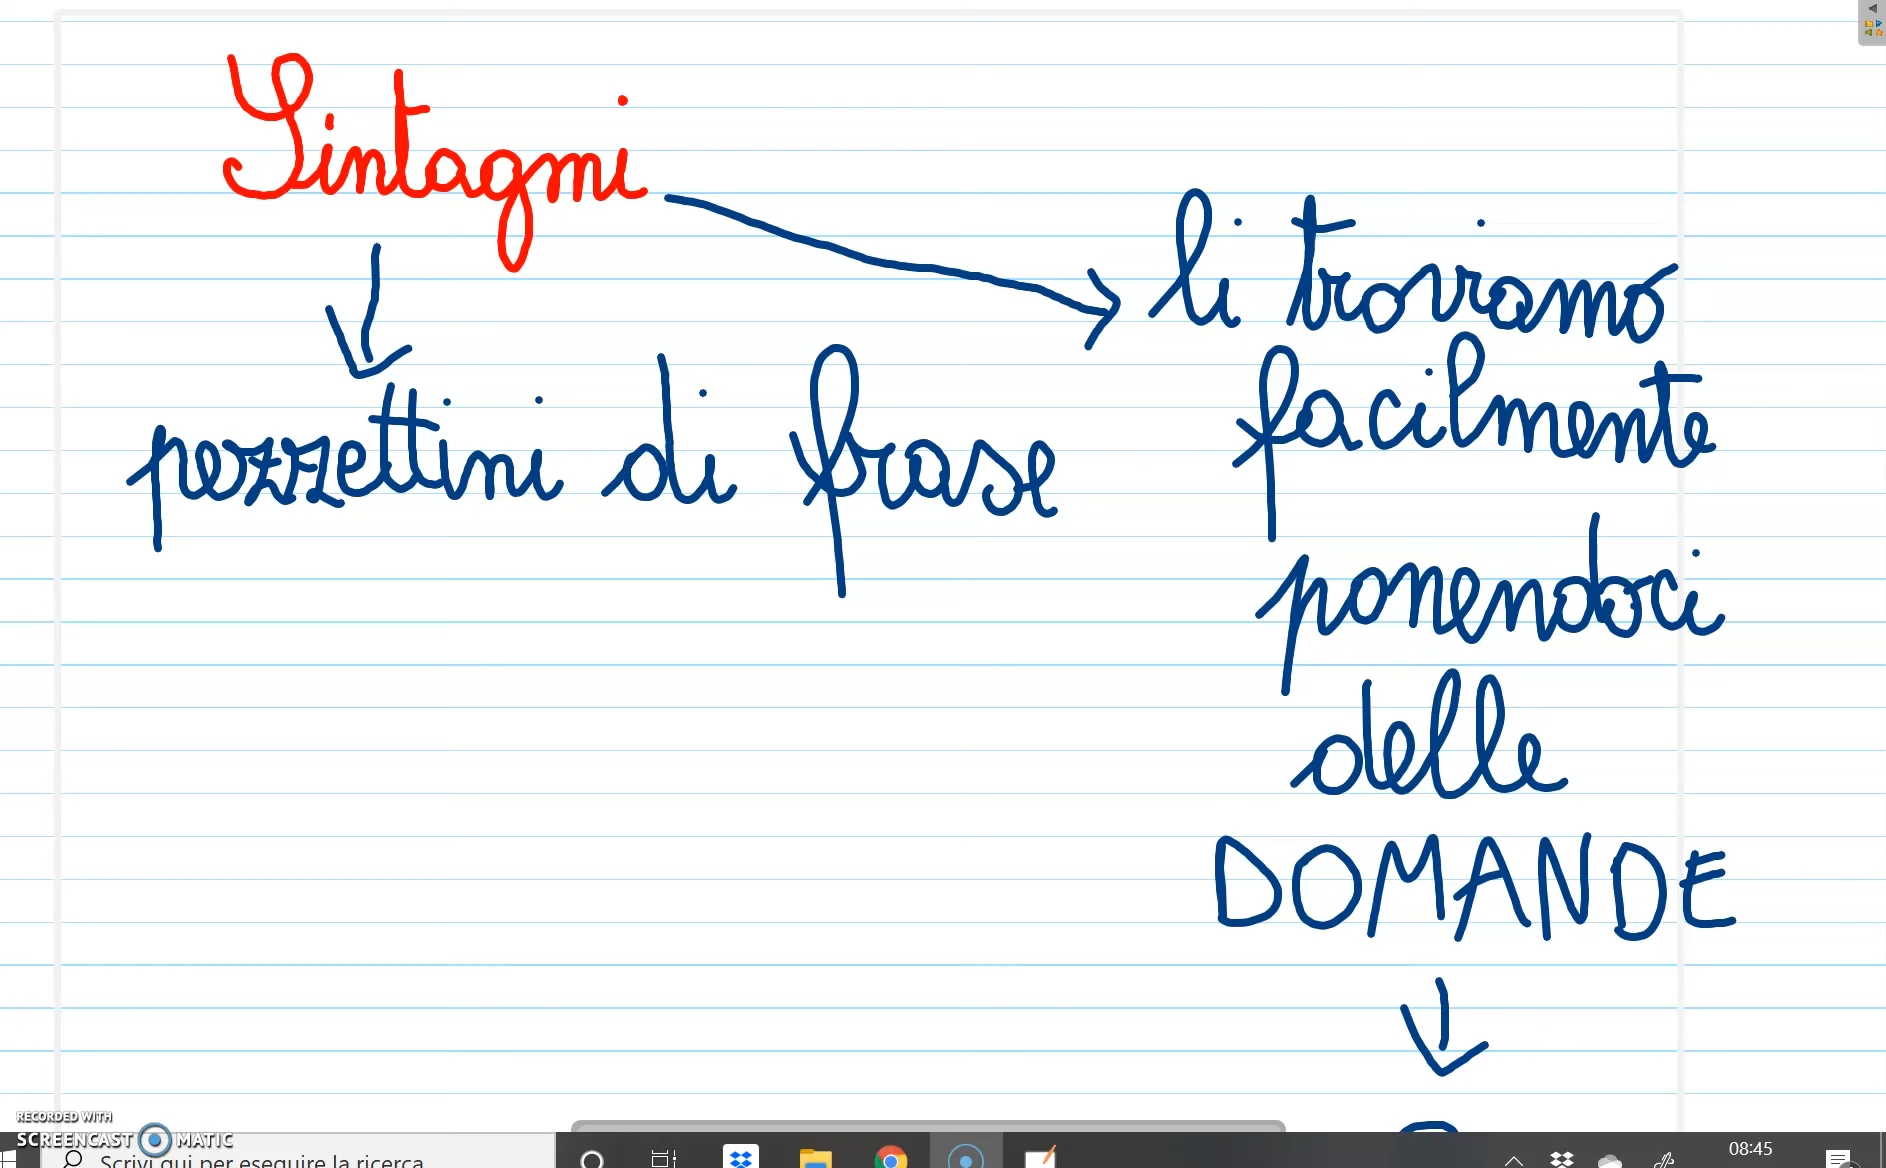 Sintagmi
pezzettini di frase
li troviamo
facilmente
ponendoci
delle
DOMANDE
RECORDED WITH
SCREENCAST MATIC
Scrivi qui per eseguire la ricerca
08:45